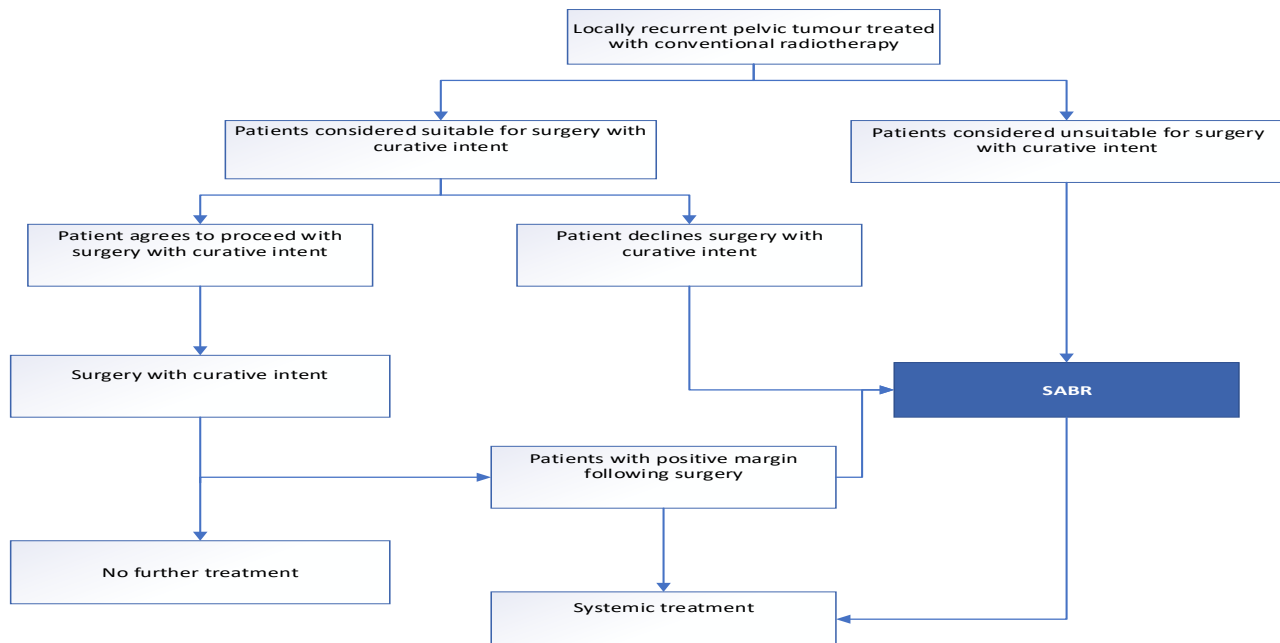 Locally recurrent pelvic tumour treated
with conventional radiotherapy
Patients considered suitable for surgery with
curative intent
Patients considered unsuitable for surgery
with curative intent
Patient agrees to proceed with
surgery with curative intent
Patient declines surgery with
curative intent
Surgery with curative intent
SABR
Patients with positive margin
following surgery
No further treatment
Systemic treatment